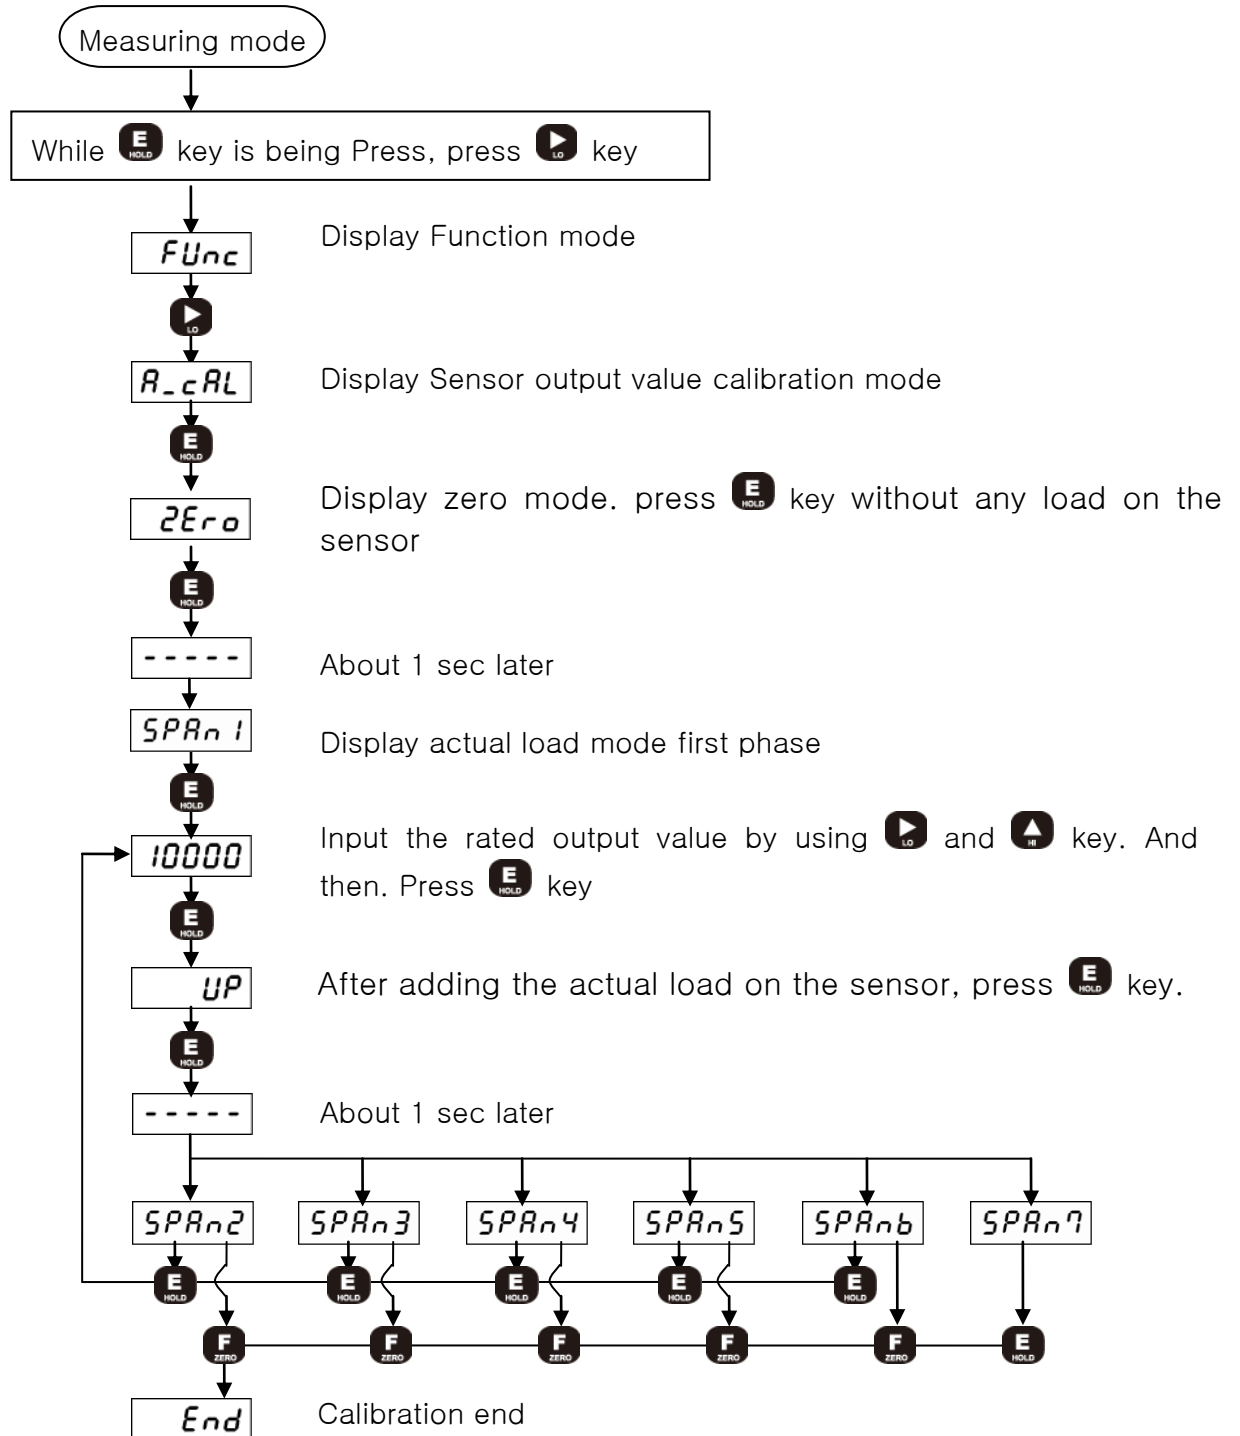 Measuring mode
While E HOLD key is being Press, press LO key
FUnc Display Function mode
LO
A_cAL Display Sensor output value calibration mode
E
HOLD
ZEro Display zero mode. press E HOLD key without any load on the
sensor
E
HOLD
----- About 1 sec later
SPAn1 Display actual load mode first phase
E
HOLD
10000 Input the rated output value by using LO and HI key. And
then. Press E HOLD key
E
HOLD
UP After adding the actual load on the sensor, press E HOLD key.
E
HOLD
----- About 1 sec later
SPAn2 SPAn3 SPAn4 SPAn5 SPAn6 SPAn7
E E E E E
HOLD HOLD HOLD HOLD HOLD
F F F F F E
ZERO ZERO ZERO ZERO ZERO HOLD
End Calibration end